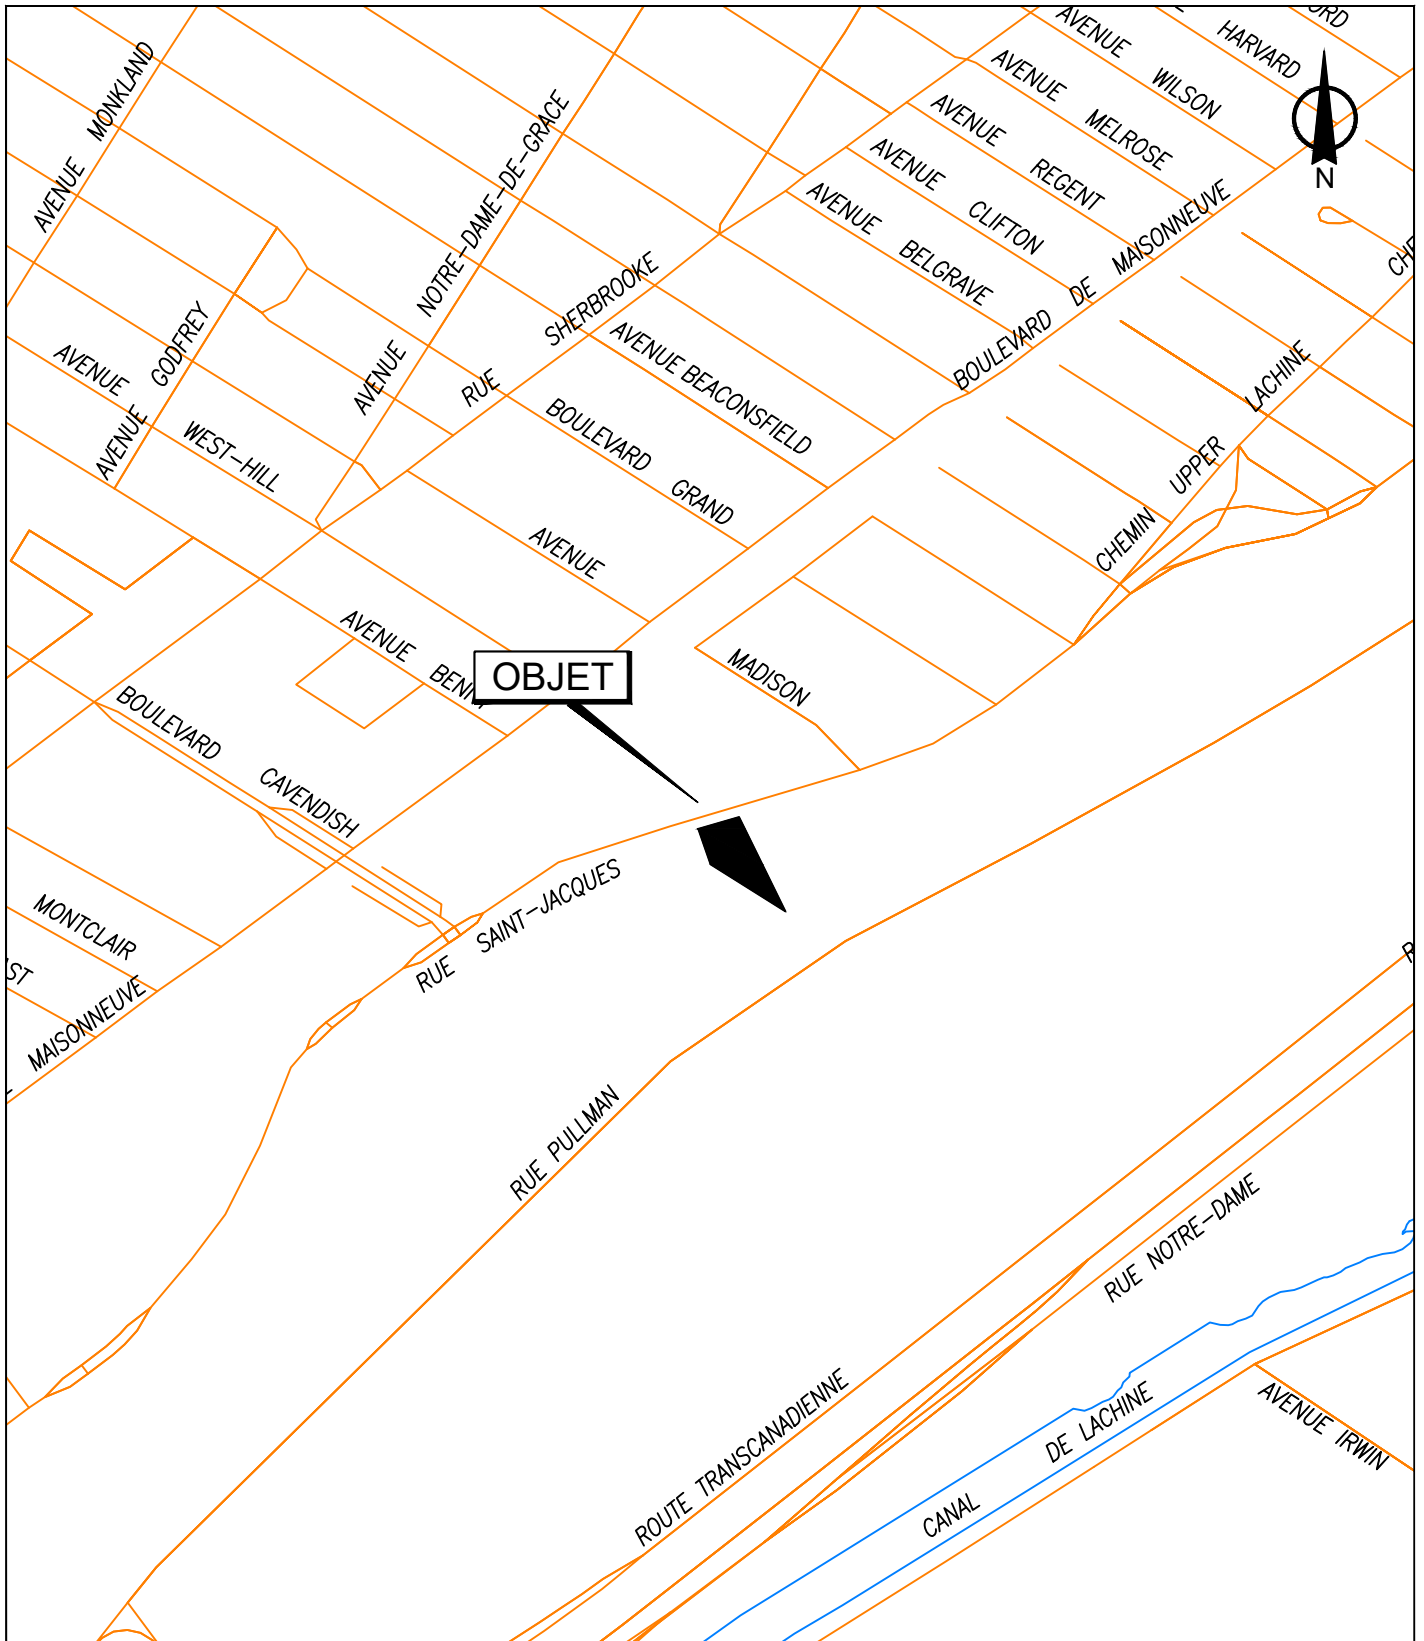 AVENUE MONKLAND
AVENUE NOTRE-DAME-DE-GRACE
AVENUE WILSON
HARVARD
AVENUE MELROSE
AVENUE REGENT
AVENUE CLIFTON
AVENUE BELGRAVE
N
BOULEVARD DE MAISONNEUVE
RUE SHERBROOKE
AVENUE GODFREY
AVENUE WEST-HILL
AVENUE BEACONSFIELD
BOULEVARD GRAND
AVENUE
CHEMIN UPPER LACHINE
AVENUE BENNY
OBJET
MADISON
BOULEVARD CAVENDISH
MONTCLAIR
MAISONNEUVE
RUE SAINT-JACQUES
RUE PULLMAN
RUE NOTRE-DAME
ROUTE TRANSCANADIENNE
CANAL DE LACHINE
AVENUE IRWIN